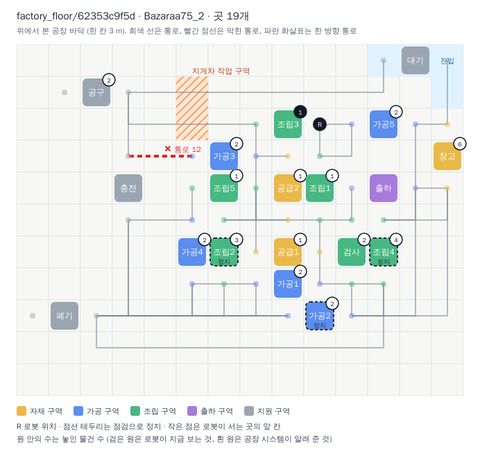 factory_floor/62353c9f5d · Bazaraa75_2 · 곳 19개
위에서 본 공장 바닥 (한 칸 3 m). 회색 선은 통로, 빨간 점선은 막힌 통로, 파란 화살표는 한 방향 통로
대기
진입
지게차 작업 구역
공구 2
조립3 1
R
가공5 2
✕ 통로 12
가공3 2
창고 6
충전
조립5 1
공급2 1
조립1 1
출하
가공4 2
조립2 3
정지
공급1 1
검사 2
조립4 4
정지
가공1 2
폐기
가공2 2
정지
자재 구역
가공 구역
조립 구역
출하 구역
지원 구역
R 로봇 위치 · 점선 테두리는 점검으로 정지 · 작은 점은 로봇이 서는 곳의 앞 칸
원 안의 수는 놓인 물건 수 (검은 원은 로봇이 지금 보는 것, 흰 원은 공장 시스템이 알려 준 것)